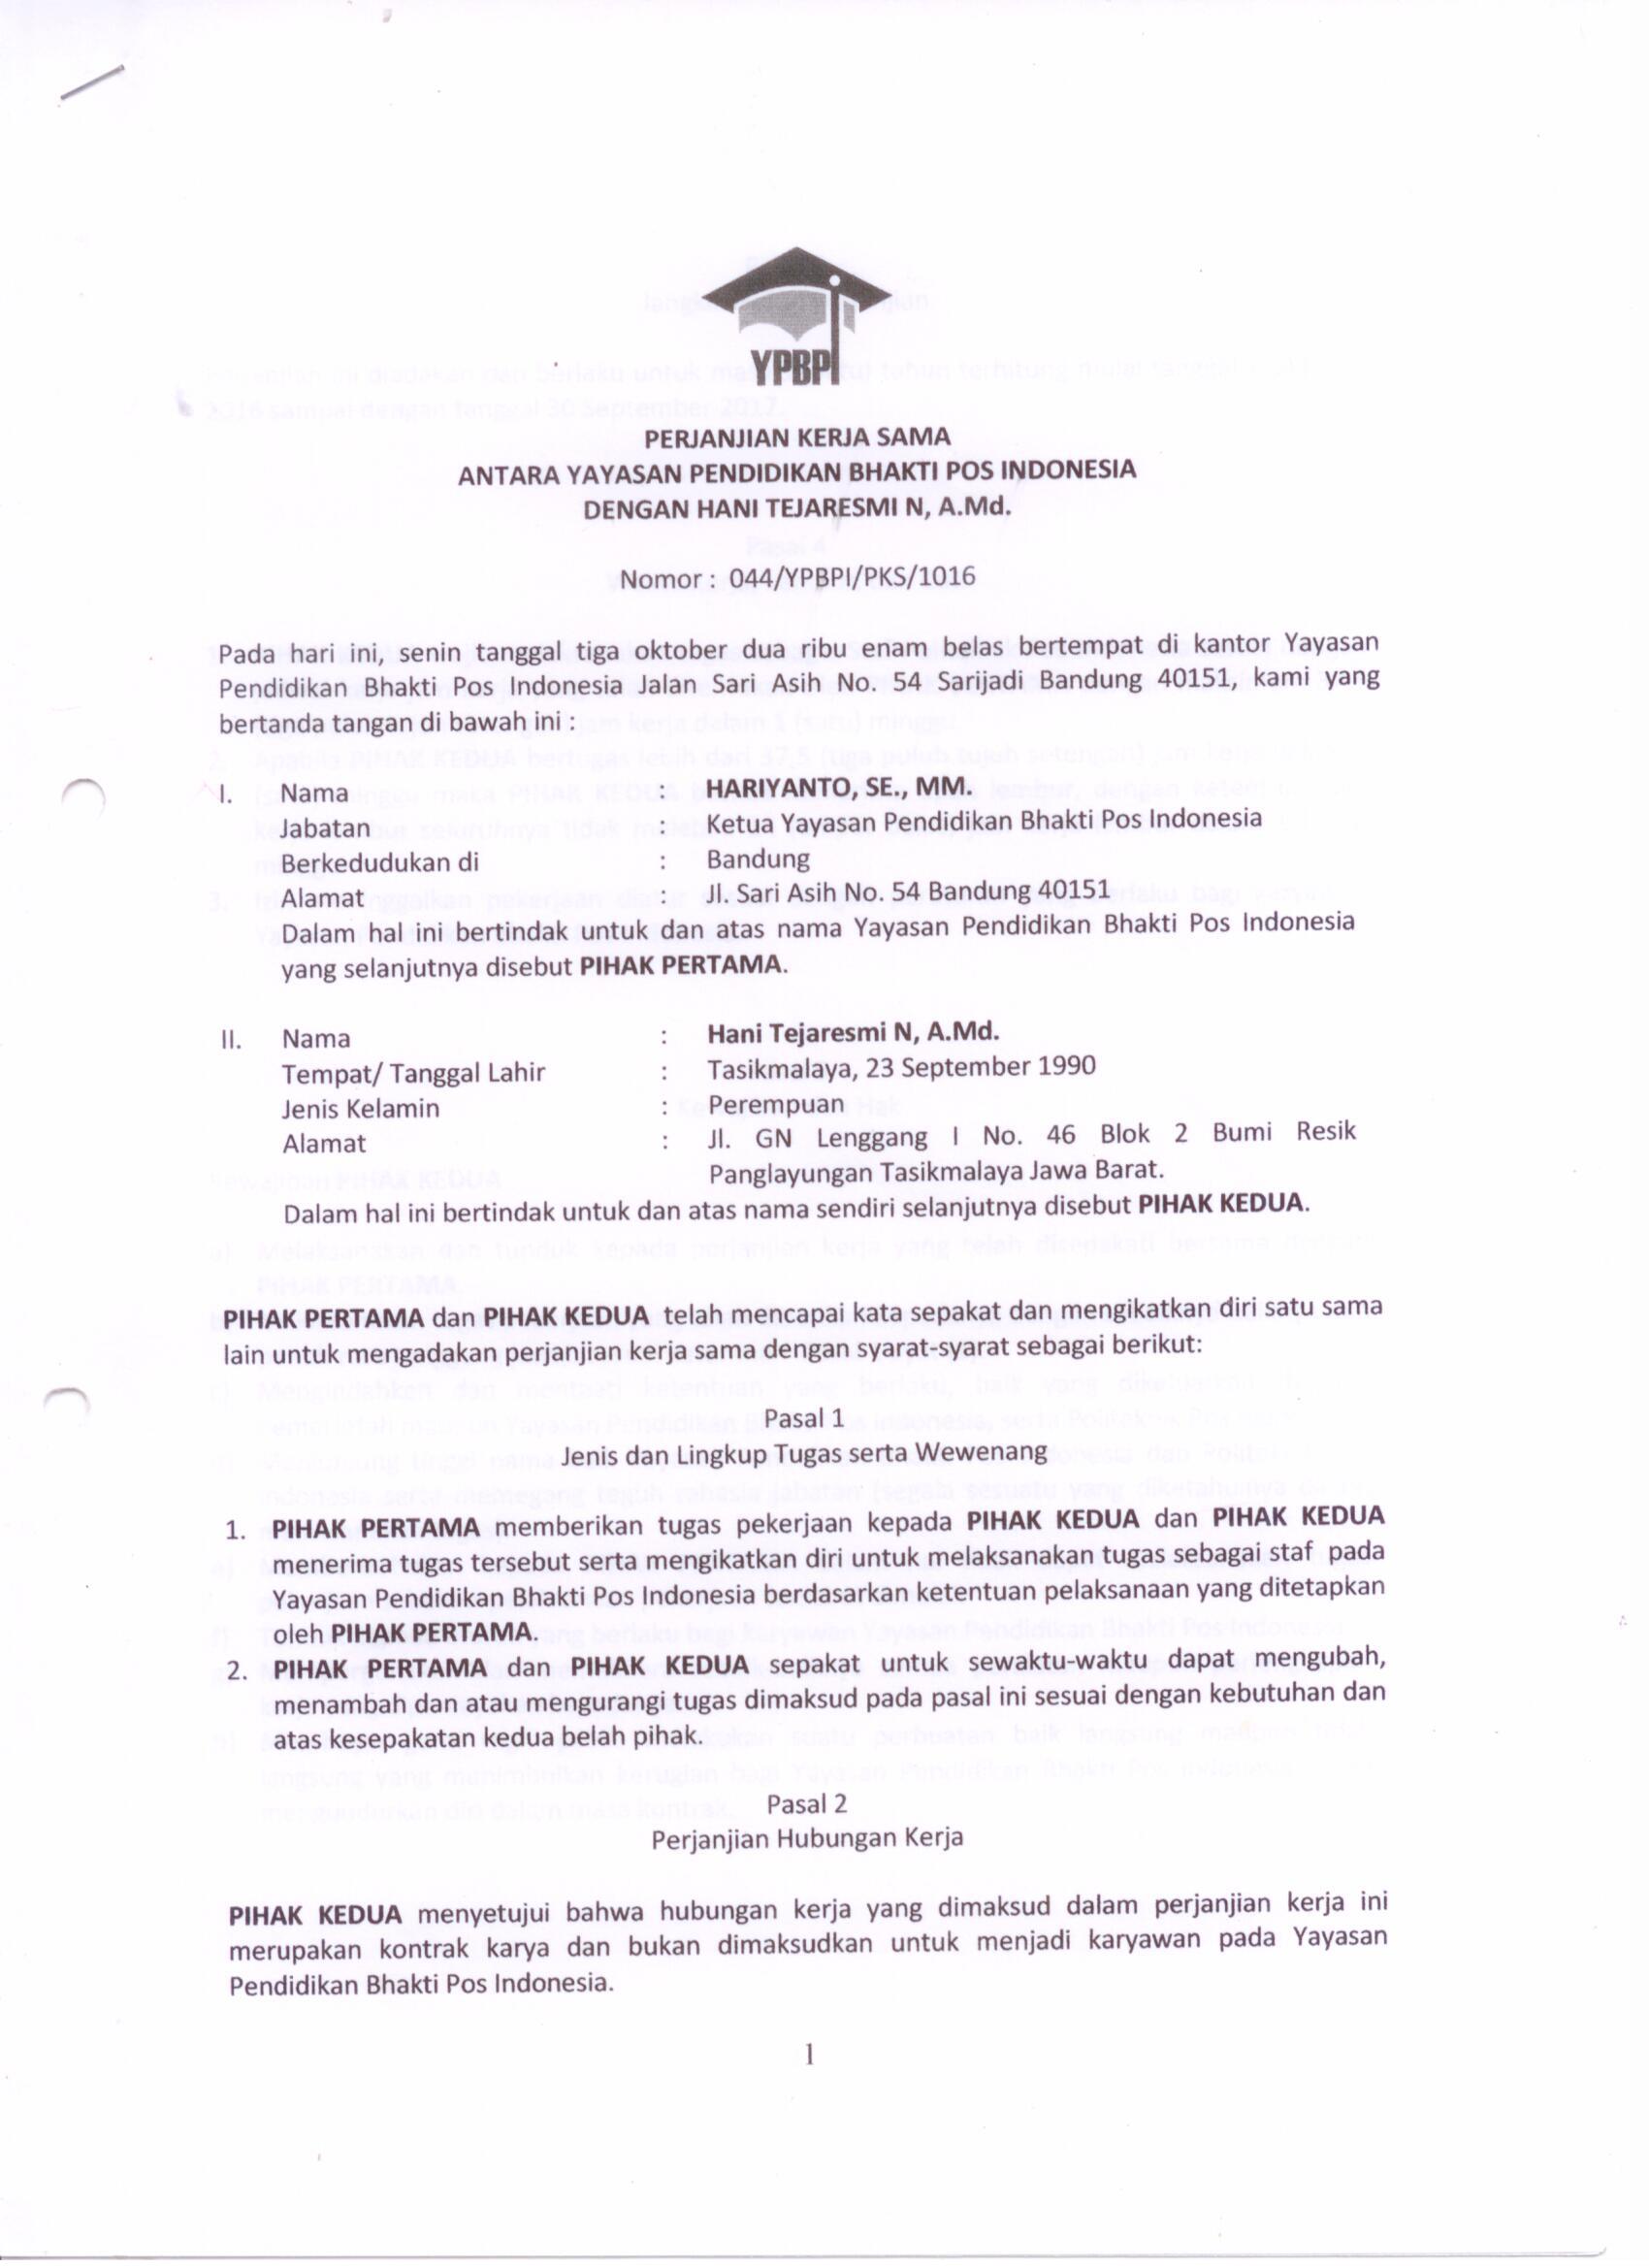 YPBPI
PERJANJIAN KERJA SAMA
ANTARA YAYASAN PENDIDIKAN BHAKTI POS INDONESIA
DENGAN HANI TEJARESMI N, A.Md.
Nomor : 044/YPBPI/PKS/1016
Pada hari ini, senin tanggal tiga oktober dua ribu enam belas bertempat di kantor Yayasan
Pendidikan Bhakti Pos Indonesia Jalan Sari Asih No. 54 Sarijadi Bandung 40151, kami yang
bertanda tangan di bawah ini :
I. Nama : HARIYANTO, SE., MM.
Jabatan : Ketua Yayasan Pendidikan Bhakti Pos Indonesia
Berkedudukan di : Bandung
Alamat : Jl. Sari Asih No. 54 Bandung 40151
Dalam hal ini bertindak untuk dan atas nama Yayasan Pendidikan Bhakti Pos Indonesia
yang selanjutnya disebut PIHAK PERTAMA.
II. Nama : Hani Tejaresmi N, A.Md.
Tempat/ Tanggal Lahir : Tasikmalaya, 23 September 1990
Jenis Kelamin : Perempuan
Alamat : Jl. GN Lenggang I No. 46 Blok 2 Bumi Resik
Panglayungan Tasikmalaya Jawa Barat.
Dalam hal ini bertindak untuk dan atas nama sendiri selanjutnya disebut PIHAK KEDUA.
PIHAK PERTAMA dan PIHAK KEDUA telah mencapai kata sepakat dan mengikatkan diri satu sama
lain untuk mengadakan perjanjian kerja sama dengan syarat-syarat sebagai berikut:
Pasal 1
Jenis dan Lingkup Tugas serta Wewenang
1. PIHAK PERTAMA memberikan tugas pekerjaan kepada PIHAK KEDUA dan PIHAK KEDUA
menerima tugas tersebut serta mengikatkan diri untuk melaksanakan tugas sebagai staf pada
Yayasan Pendidikan Bhakti Pos Indonesia berdasarkan ketentuan pelaksanaan yang ditetapkan
oleh PIHAK PERTAMA.
2. PIHAK PERTAMA dan PIHAK KEDUA sepakat untuk sewaktu-waktu dapat mengubah,
menambah dan atau mengurangi tugas dimaksud pada pasal ini sesuai dengan kebutuhan dan
atas kesepakatan kedua belah pihak.
Pasal 2
Perjanjian Hubungan Kerja
PIHAK KEDUA menyetujui bahwa hubungan kerja yang dimaksud dalam perjanjian kerja ini
merupakan kontrak karya dan bukan dimaksudkan untuk menjadi karyawan pada Yayasan
Pendidikan Bhakti Pos Indonesia.
1